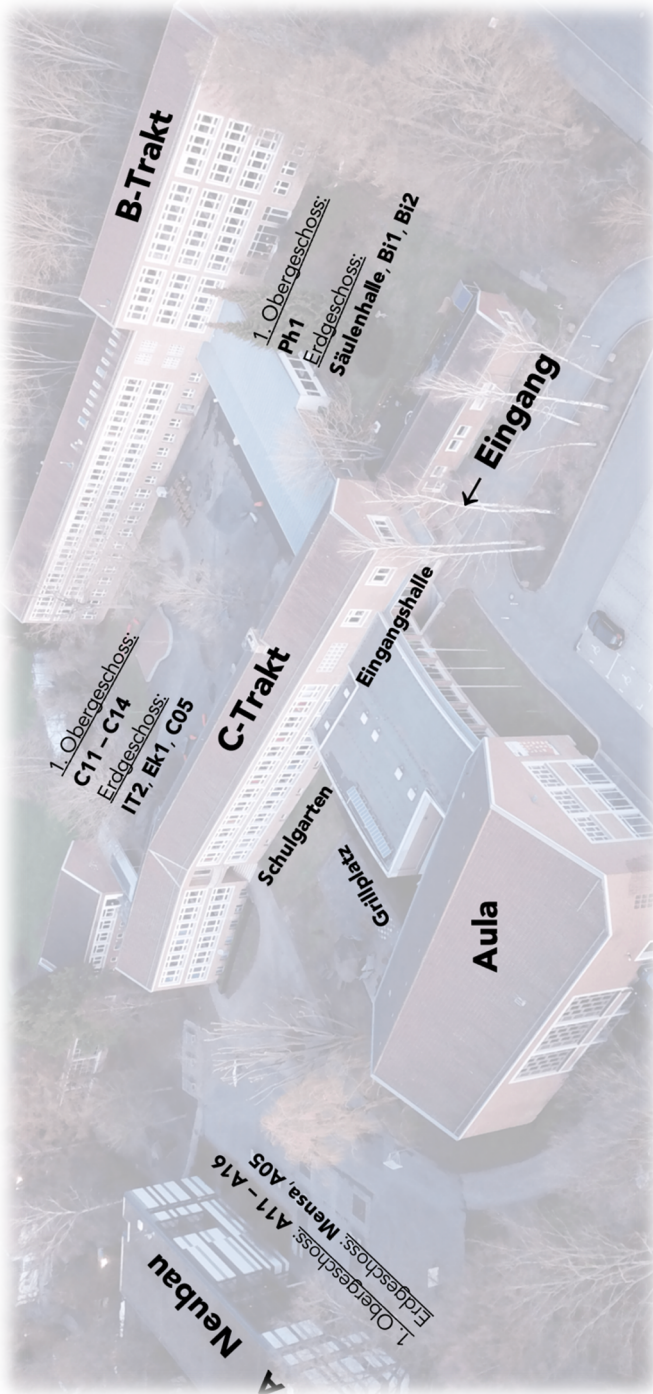 B-Trakt
1. Obergeschoss:
Ph1
Erdgeschoss:
Säulenhalle, Bi1, Bi2
← Eingang
Eingangshalle
C-Trakt
1. Obergeschoss:
C11 – C14
Erdgeschoss:
IT2, Ek1, C05
Schulgarten
Grillplatz
Aula
Neubau
1. Obergeschoss: A11 – A16
Erdgeschoss: Mensa, A05